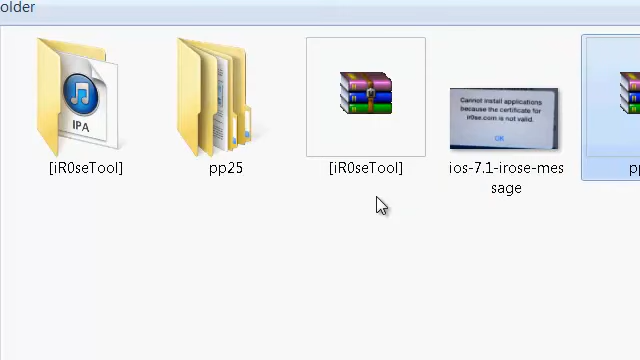 older
IPA
Cannot install applications
because the certificate for
ir0se.com is not valid.
OK
[iR0seTool]
pp25
[iR0seTool]
ios-7.1-irose-mes
sage
pp